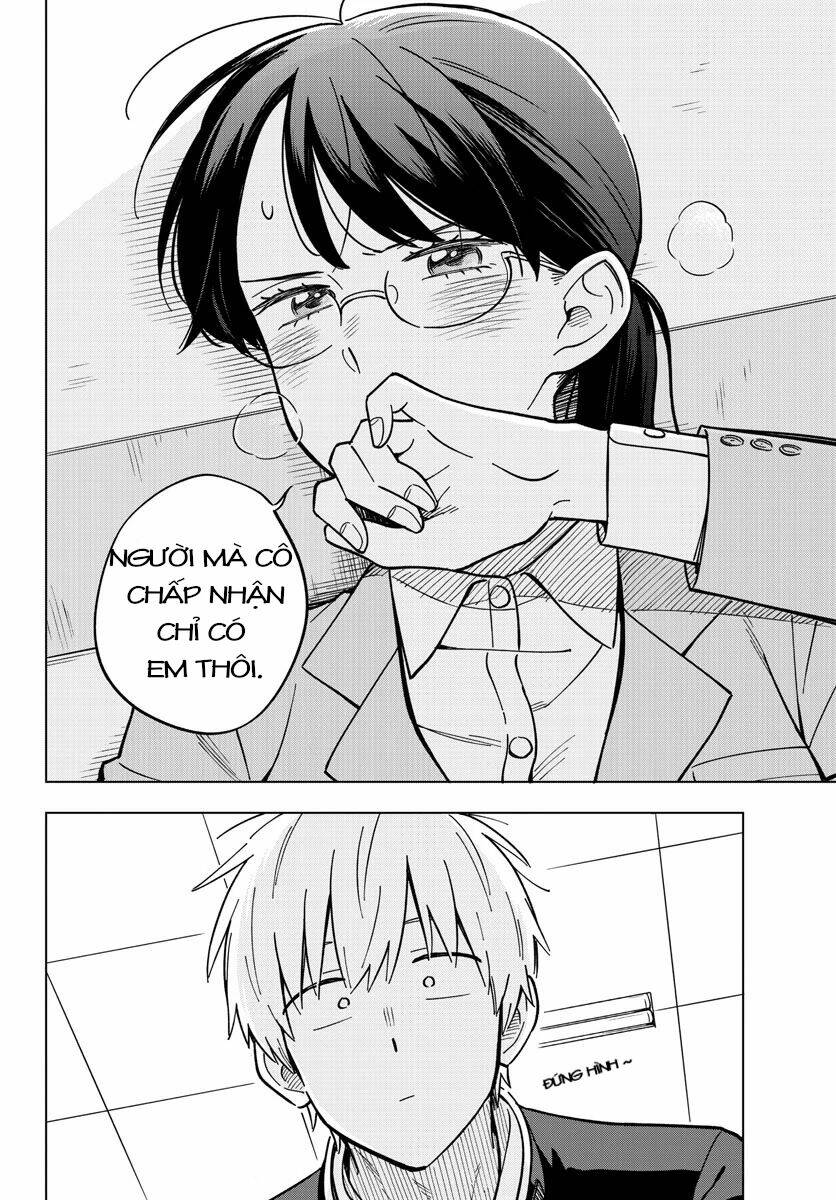 NGƯỜI MÀ CÔ
CHẤP NHẬN
CHỈ CÓ
EM THÔI.
ĐỨNG HÌNH ~